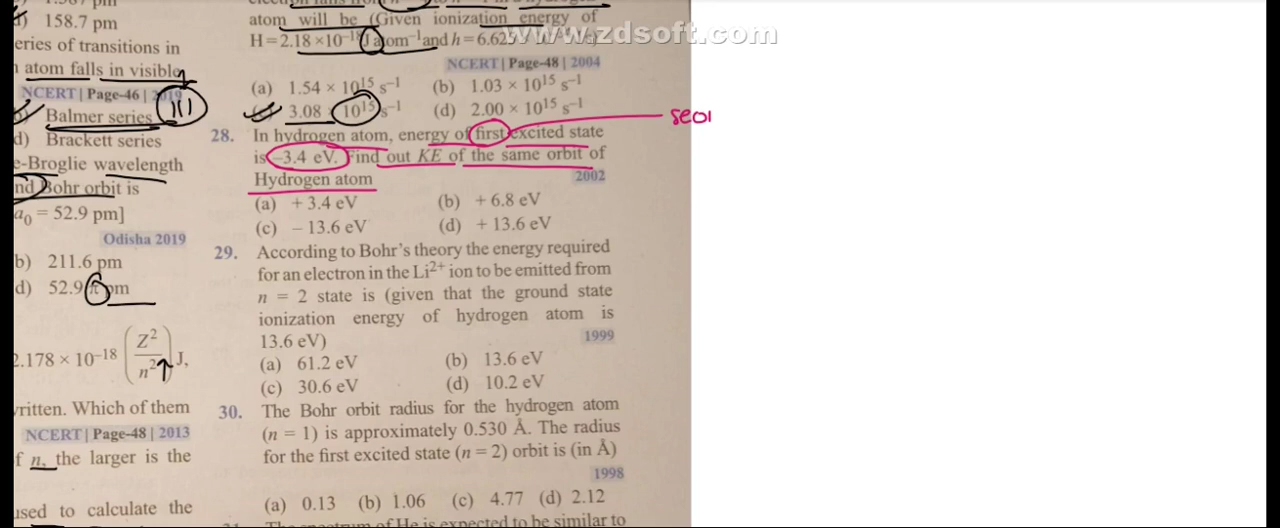 158.7 pm
eries of transitions in
atom falls in visible
NCERT | Page-46 | 2019
Balmer series
d) Brackett series
e-Broglie wavelength
nd Bohr orbit is
a₀ = 52.9 pm]
Odisha 2019
b) 211.6 pm
d) 52.9 π pm
2.178 × 10⁻¹⁸ (Z²/n²) J,
written. Which of them
NCERT | Page-48 | 2013
f n, the larger is the
used to calculate the
atom will be (Given ionization energy of
H = 2.18 ×10⁻¹⁸ J atom⁻¹ and h = 6.625
www.zdsoft.com
NCERT | Page-48 | 2004
(a) 1.54 × 10¹⁵ s⁻¹ (b) 1.03 × 10¹⁵ s⁻¹
3.08 × 10¹⁵ s⁻¹ (d) 2.00 × 10¹⁵ s⁻¹
28. In hydrogen atom, energy of first excited state
is –3.4 eV. Find out KE of the same orbit of
Hydrogen atom 2002
(a) + 3.4 eV (b) + 6.8 eV
(c) – 13.6 eV (d) + 13.6 eV
29. According to Bohr's theory the energy required
for an electron in the Li²⁺ ion to be emitted from
n = 2 state is (given that the ground state
ionization energy of hydrogen atom is
13.6 eV) 1999
(a) 61.2 eV (b) 13.6 eV
(c) 30.6 eV (d) 10.2 eV
30. The Bohr orbit radius for the hydrogen atom
(n = 1) is approximately 0.530 Å. The radius
for the first excited state (n = 2) orbit is (in Å)
1998
(a) 0.13 (b) 1.06 (c) 4.77 (d) 2.12
The spectrum of He is expected to be similar to